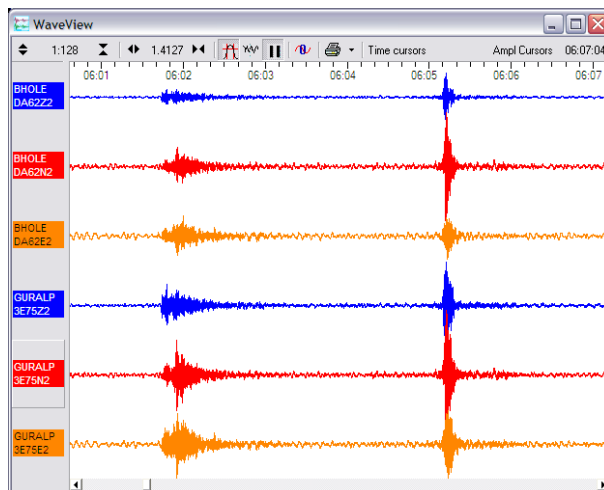 WaveView
1:128 1.4127 Time cursors Ampl Cursors 06:07:04
06:01 06:02 06:03 06:04 06:05 06:06 06:07
BHOLE
DA62Z2
BHOLE
DA62N2
BHOLE
DA62E2
GURALP
3E75Z2
GURALP
3E75N2
GURALP
3E75E2